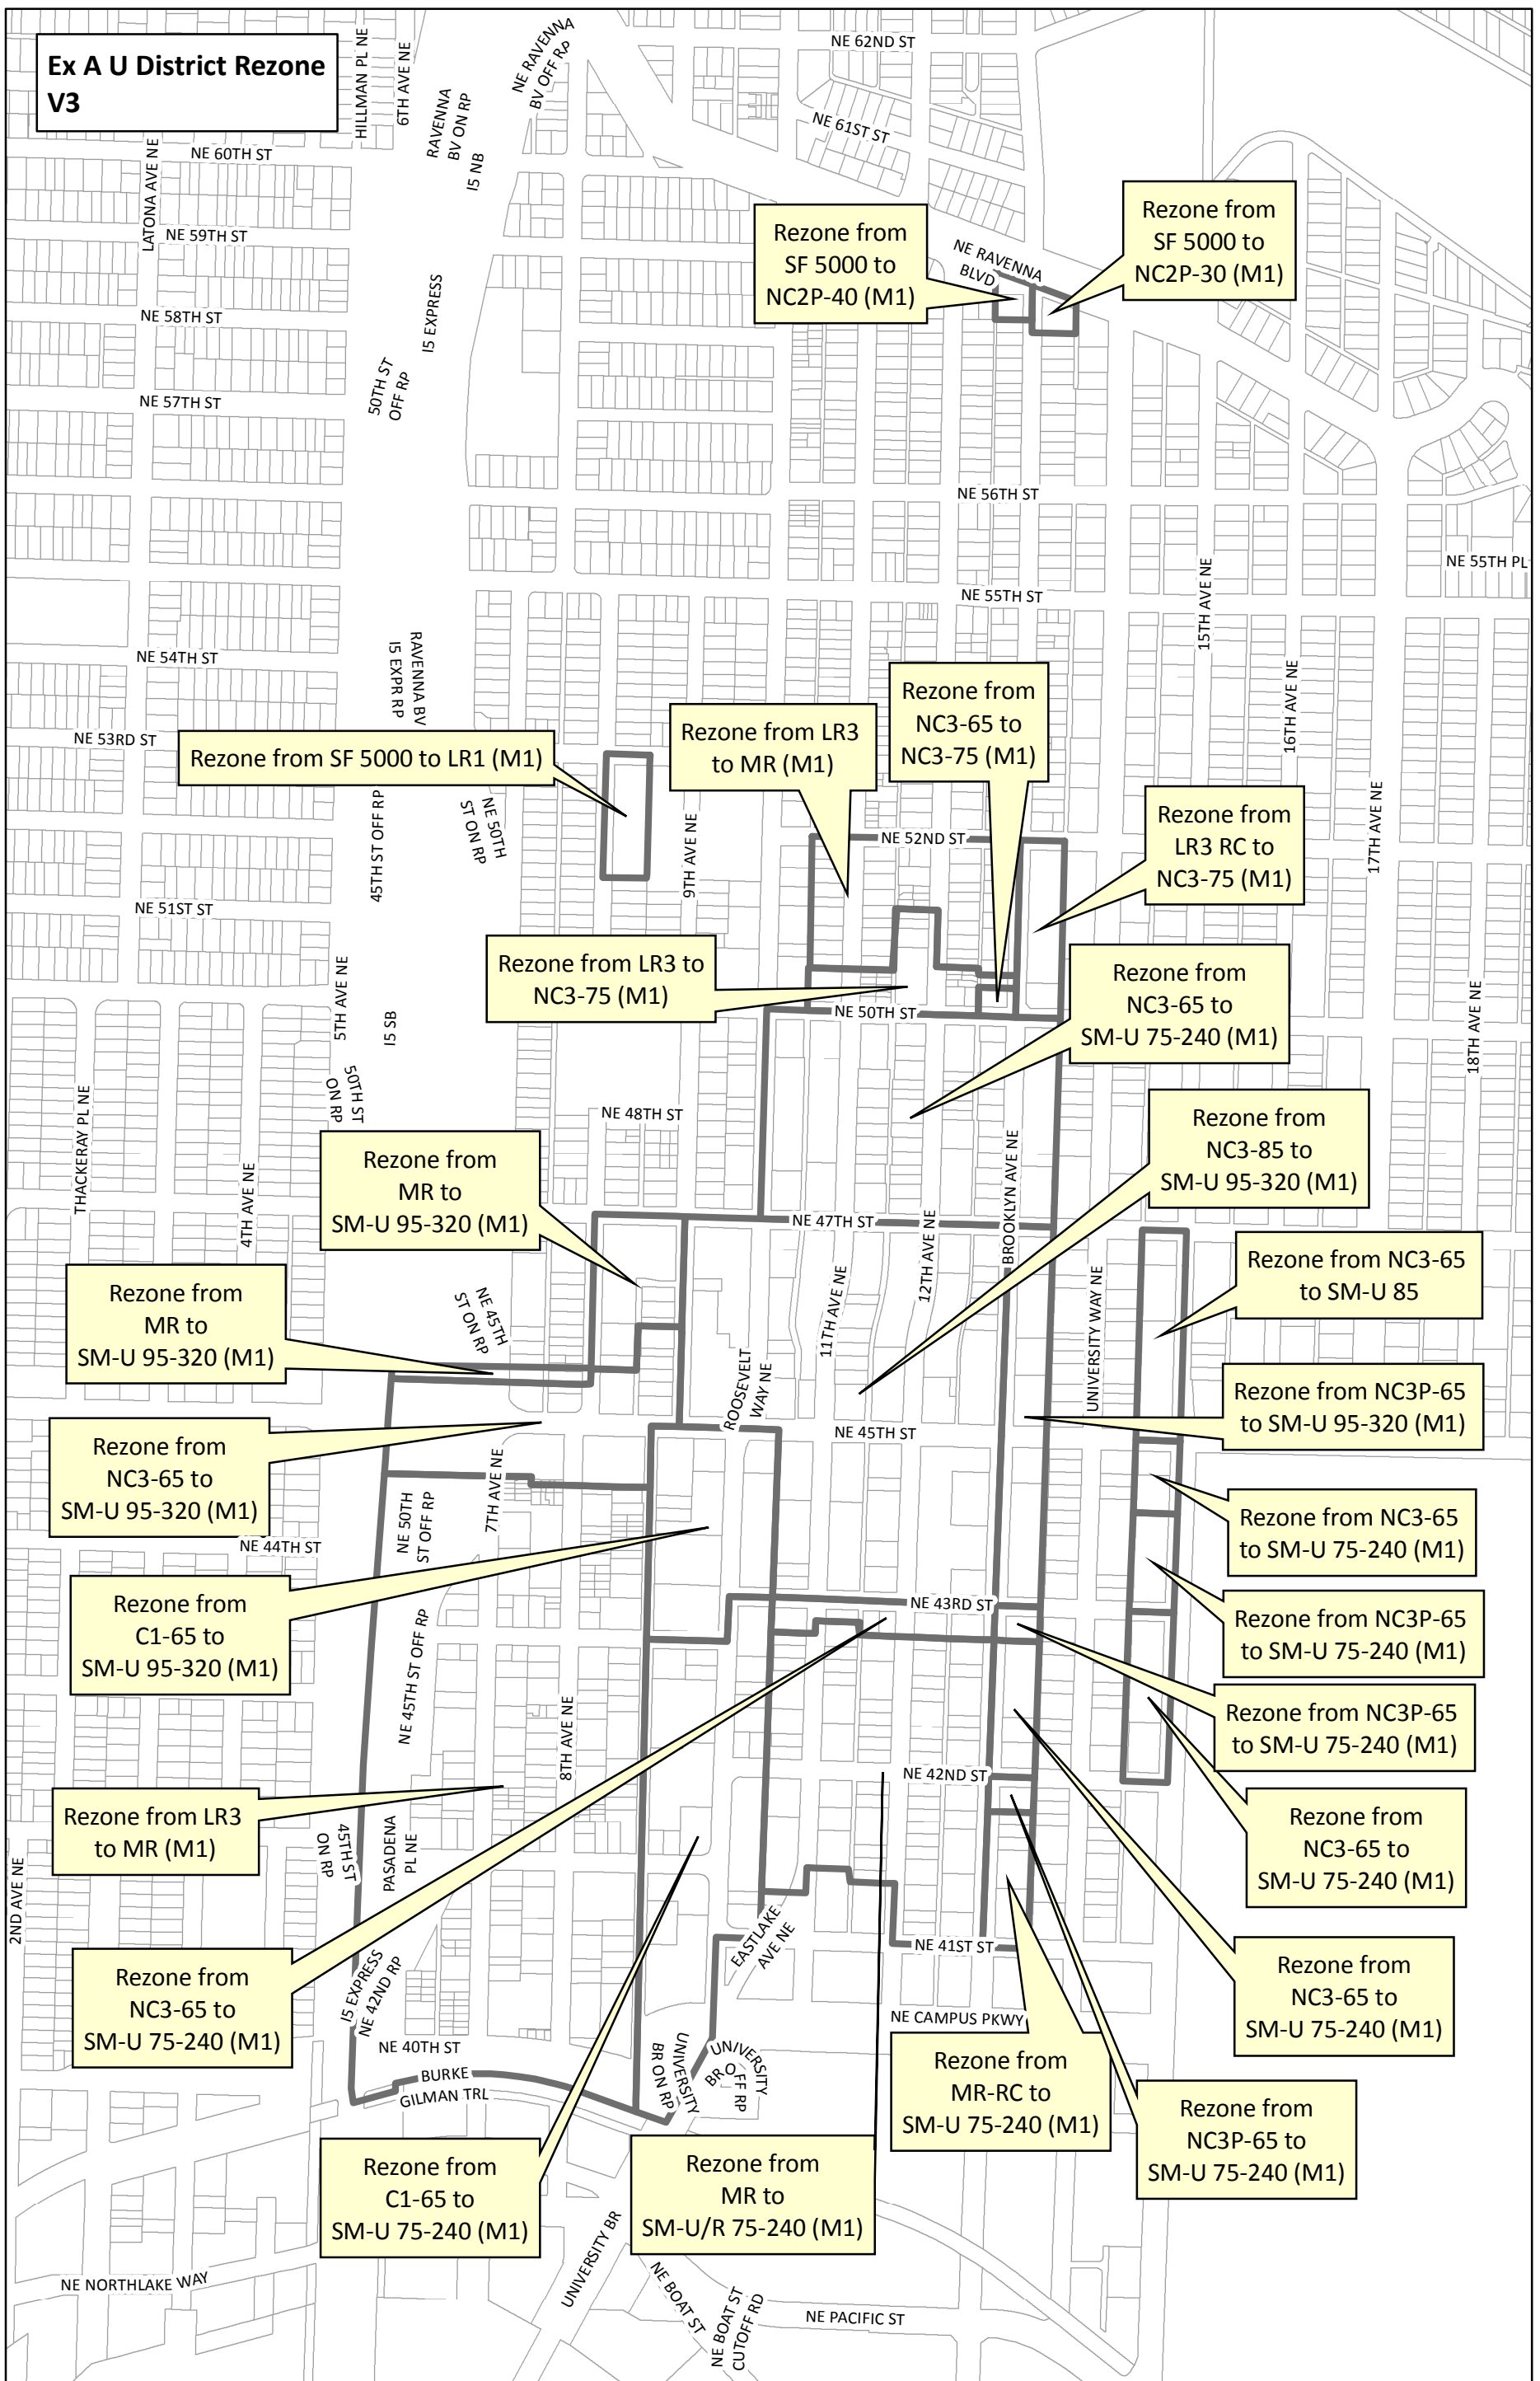 Ex A U District Rezone
V3
HILLMAN PL NE
6TH AVE NE
NE RAVENNA
BV OFF RP
NE 62ND ST
RAVENNA
BV ON RP
I5 NB
NE 61ST ST
NE 60TH ST
LATONA AVE NE
NE 59TH ST
Rezone from
SF 5000 to
NC2P-40 (M1)
NE RAVENNA
BLVD
Rezone from
SF 5000 to
NC2P-30 (M1)
NE 58TH ST
I5 EXPRESS
50TH ST
OFF RP
NE 57TH ST
NE 56TH ST
NE 55TH PL
NE 55TH ST
15TH AVE NE
NE 54TH ST
RAVENNA BV
I5 EXPR RP
16TH AVE NE
NE 53RD ST
Rezone from SF 5000 to LR1 (M1)
Rezone from LR3
to MR (M1)
Rezone from
NC3-65 to
NC3-75 (M1)
45TH ST OFF RP
NE 50TH
ST ON RP
9TH AVE NE
NE 52ND ST
Rezone from
LR3 RC to
NC3-75 (M1)
17TH AVE NE
NE 51ST ST
5TH AVE NE
I5 SB
Rezone from LR3 to
NC3-75 (M1)
NE 50TH ST
Rezone from
NC3-65 to
SM-U 75-240 (M1)
18TH AVE NE
50TH ST
ON RP
THACKERAY PL NE
4TH AVE NE
NE 48TH ST
Rezone from
MR to
SM-U 95-320 (M1)
BROOKLYN AVE NE
Rezone from
NC3-85 to
SM-U 95-320 (M1)
NE 47TH ST
12TH AVE NE
11TH AVE NE
UNIVERSITY WAY NE
Rezone from NC3-65
to SM-U 85
Rezone from
MR to
SM-U 95-320 (M1)
NE 45TH
ST ON RP
ROOSEVELT
WAY NE
Rezone from NC3P-65
to SM-U 95-320 (M1)
NE 45TH ST
Rezone from
NC3-65 to
SM-U 95-320 (M1)
7TH AVE NE
NE 50TH
ST OFF RP
NE 44TH ST
Rezone from NC3-65
to SM-U 75-240 (M1)
Rezone from
C1-65 to
SM-U 95-320 (M1)
NE 43RD ST
Rezone from NC3P-65
to SM-U 75-240 (M1)
NE 45TH ST OFF RP
8TH AVE NE
Rezone from NC3P-65
to SM-U 75-240 (M1)
NE 42ND ST
Rezone from LR3
to MR (M1)
45TH ST
ON RP
PASADENA
PL NE
2ND AVE NE
Rezone from
NC3-65 to
SM-U 75-240 (M1)
EASTLAKE
AVE NE
NE 41ST ST
Rezone from
NC3-65 to
SM-U 75-240 (M1)
I5 EXPRESS
NE 42ND RP
Rezone from
NC3-65 to
SM-U 75-240 (M1)
NE CAMPUS PKWY
NE 40TH ST
BURKE
GILMAN TRL
UNIVERSITY
BR ON RP
UNIVERSITY
BR OFF RP
Rezone from
MR-RC to
SM-U 75-240 (M1)
Rezone from
NC3P-65 to
SM-U 75-240 (M1)
Rezone from
C1-65 to
SM-U 75-240 (M1)
Rezone from
MR to
SM-U/R 75-240 (M1)
UNIVERSITY BR
NE NORTHLAKE WAY
NE BOAT ST
NE BOAT ST
CUTOFF RD
NE PACIFIC ST